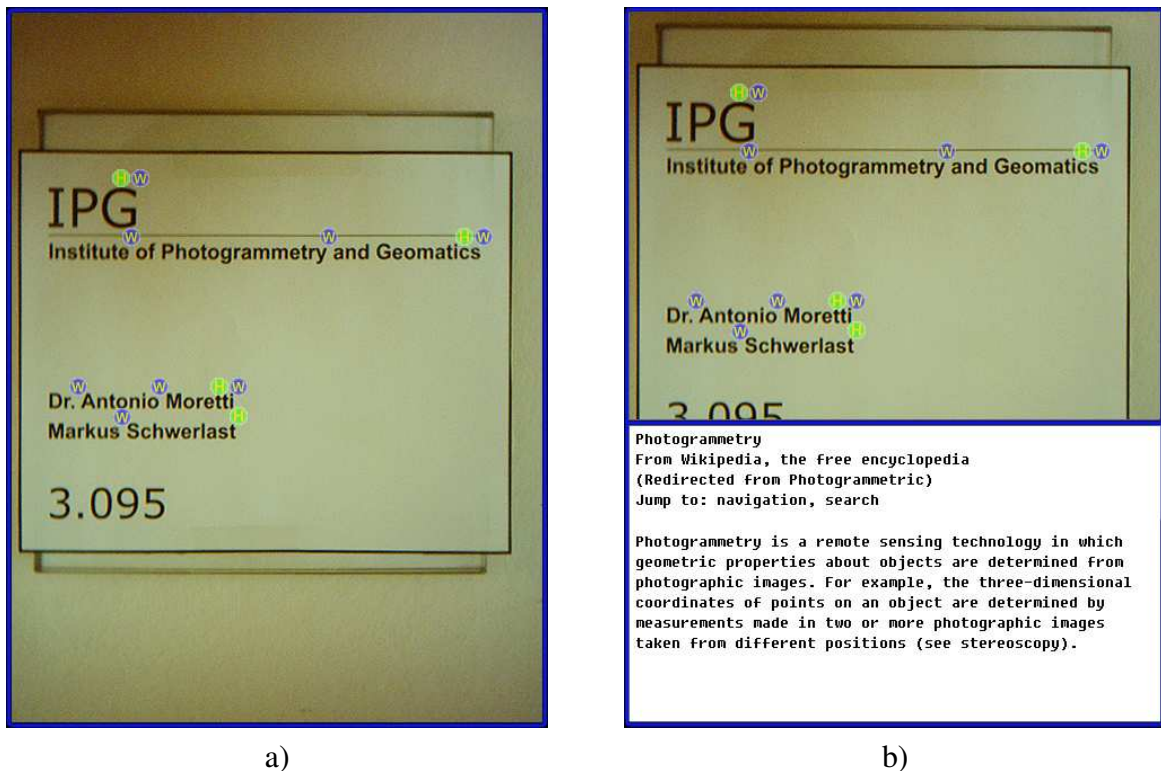 H W
IPG
W W H W
Institute of Photogrammetry and Geomatics
W W H W
Dr. Antonio Moretti
W H
Markus Schwerlast
3.095
a)
H W
IPG
W W H W
Institute of Photogrammetry and Geomatics
W W H W
Dr. Antonio Moretti
W H
Markus Schwerlast
3.095
Photogrammetry
From Wikipedia, the free encyclopedia
(Redirected from Photogrammetric)
Jump to: navigation, search
Photogrammetry is a remote sensing technology in which
geometric properties about objects are determined from
photographic images. For example, the three-dimensional
coordinates of points on an object are determined by
measurements made in two or more photographic images
taken from different positions (see stereoscopy).
b)